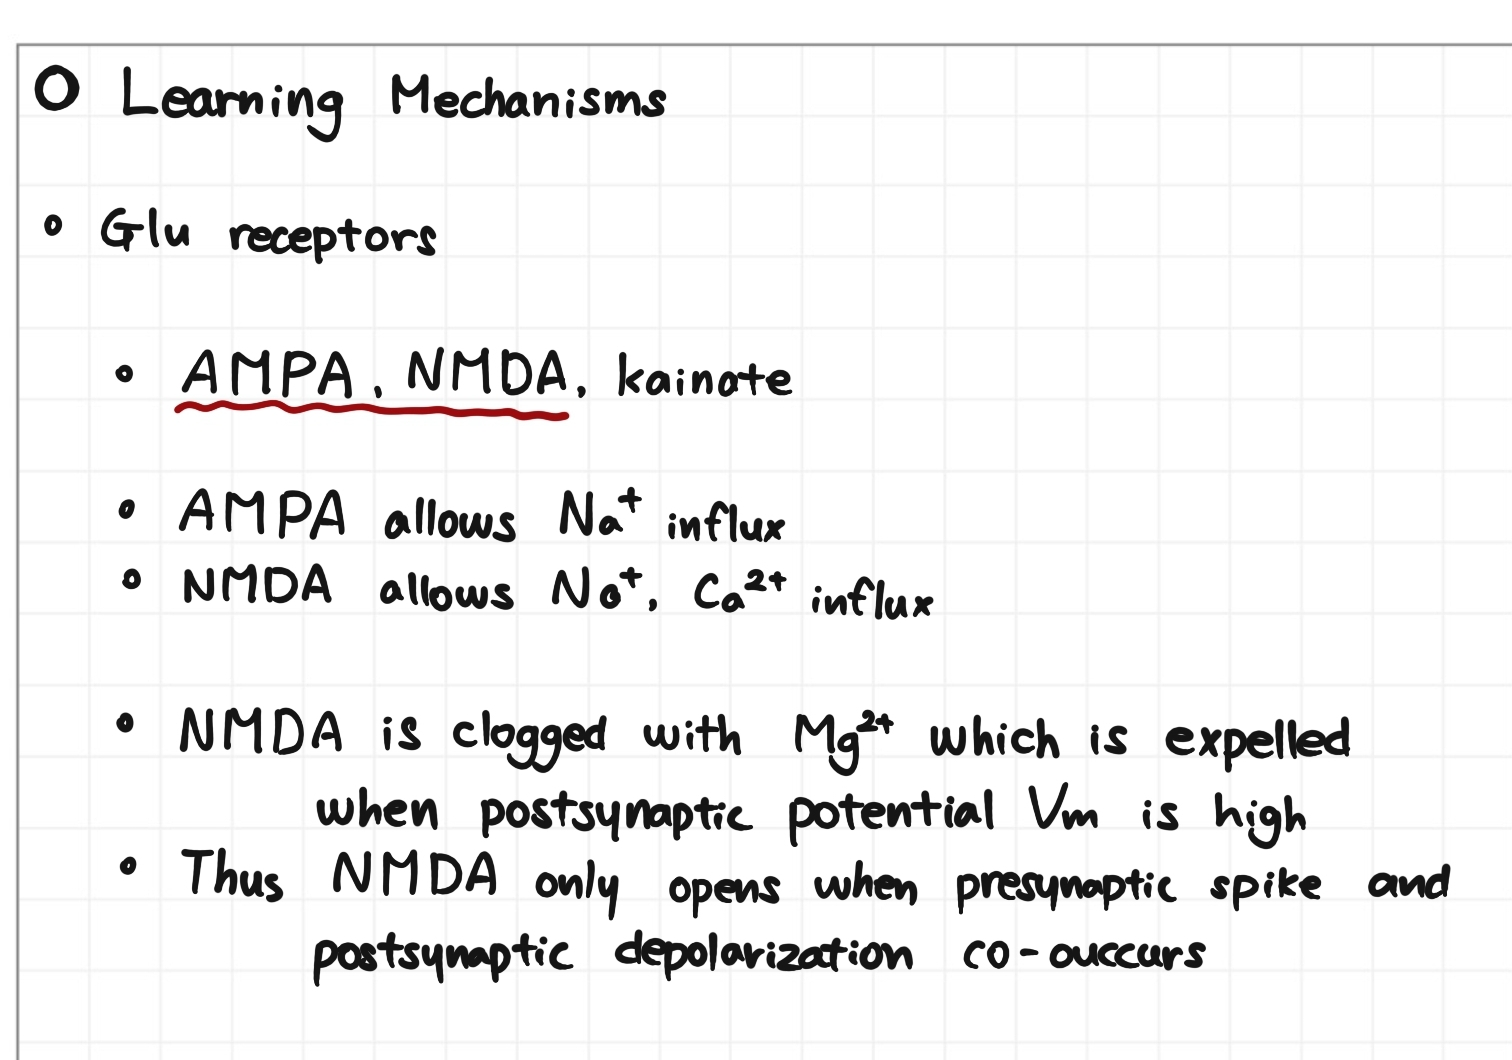 O Learning Mechanisms
° Glu receptors
° AMPA, NMDA, kainate
° AMPA allows Na⁺ influx
° NMDA allows Na⁺, Ca²⁺ influx
° NMDA is clogged with Mg²⁺ which is expelled
when postsynaptic potential Vm is high
° Thus NMDA only opens when presynaptic spike and
postsynaptic depolarization co-ouccurs